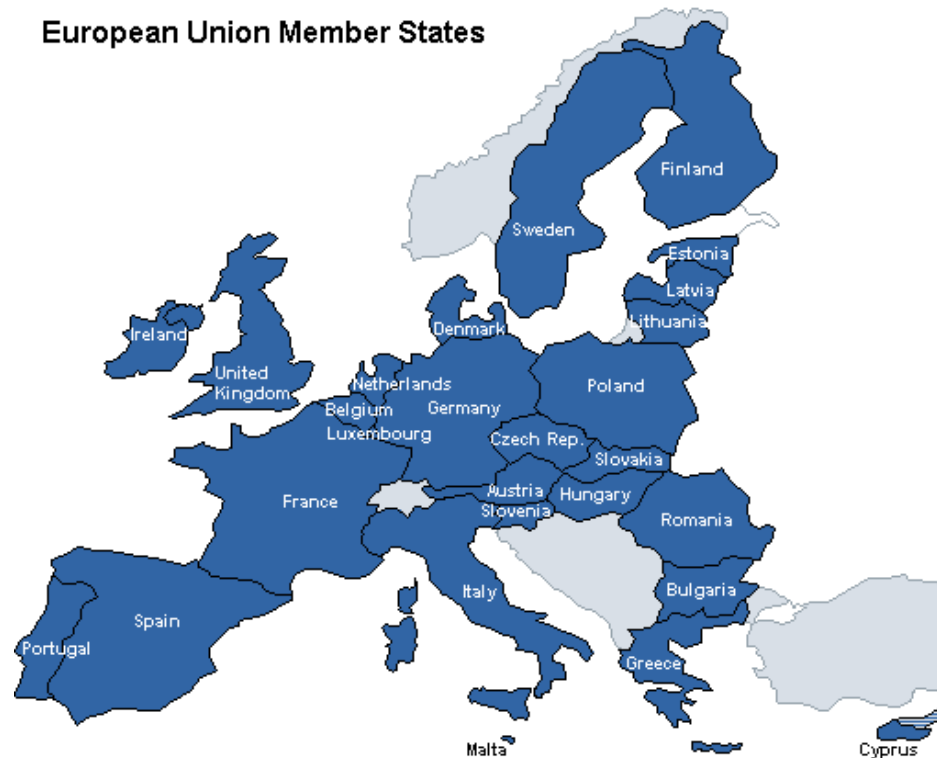 European Union Member States
Finland
Sweden
Estonia
Latvia
Lithuania
Denmark
Ireland
United
Kingdom
Netherlands
Belgium
Germany
Poland
Luxembourg
Czech Rep.
Slovakia
France
Austria
Hungary
Slovenia
Romania
Italy
Bulgaria
Spain
Portugal
Greece
Malta
Cyprus